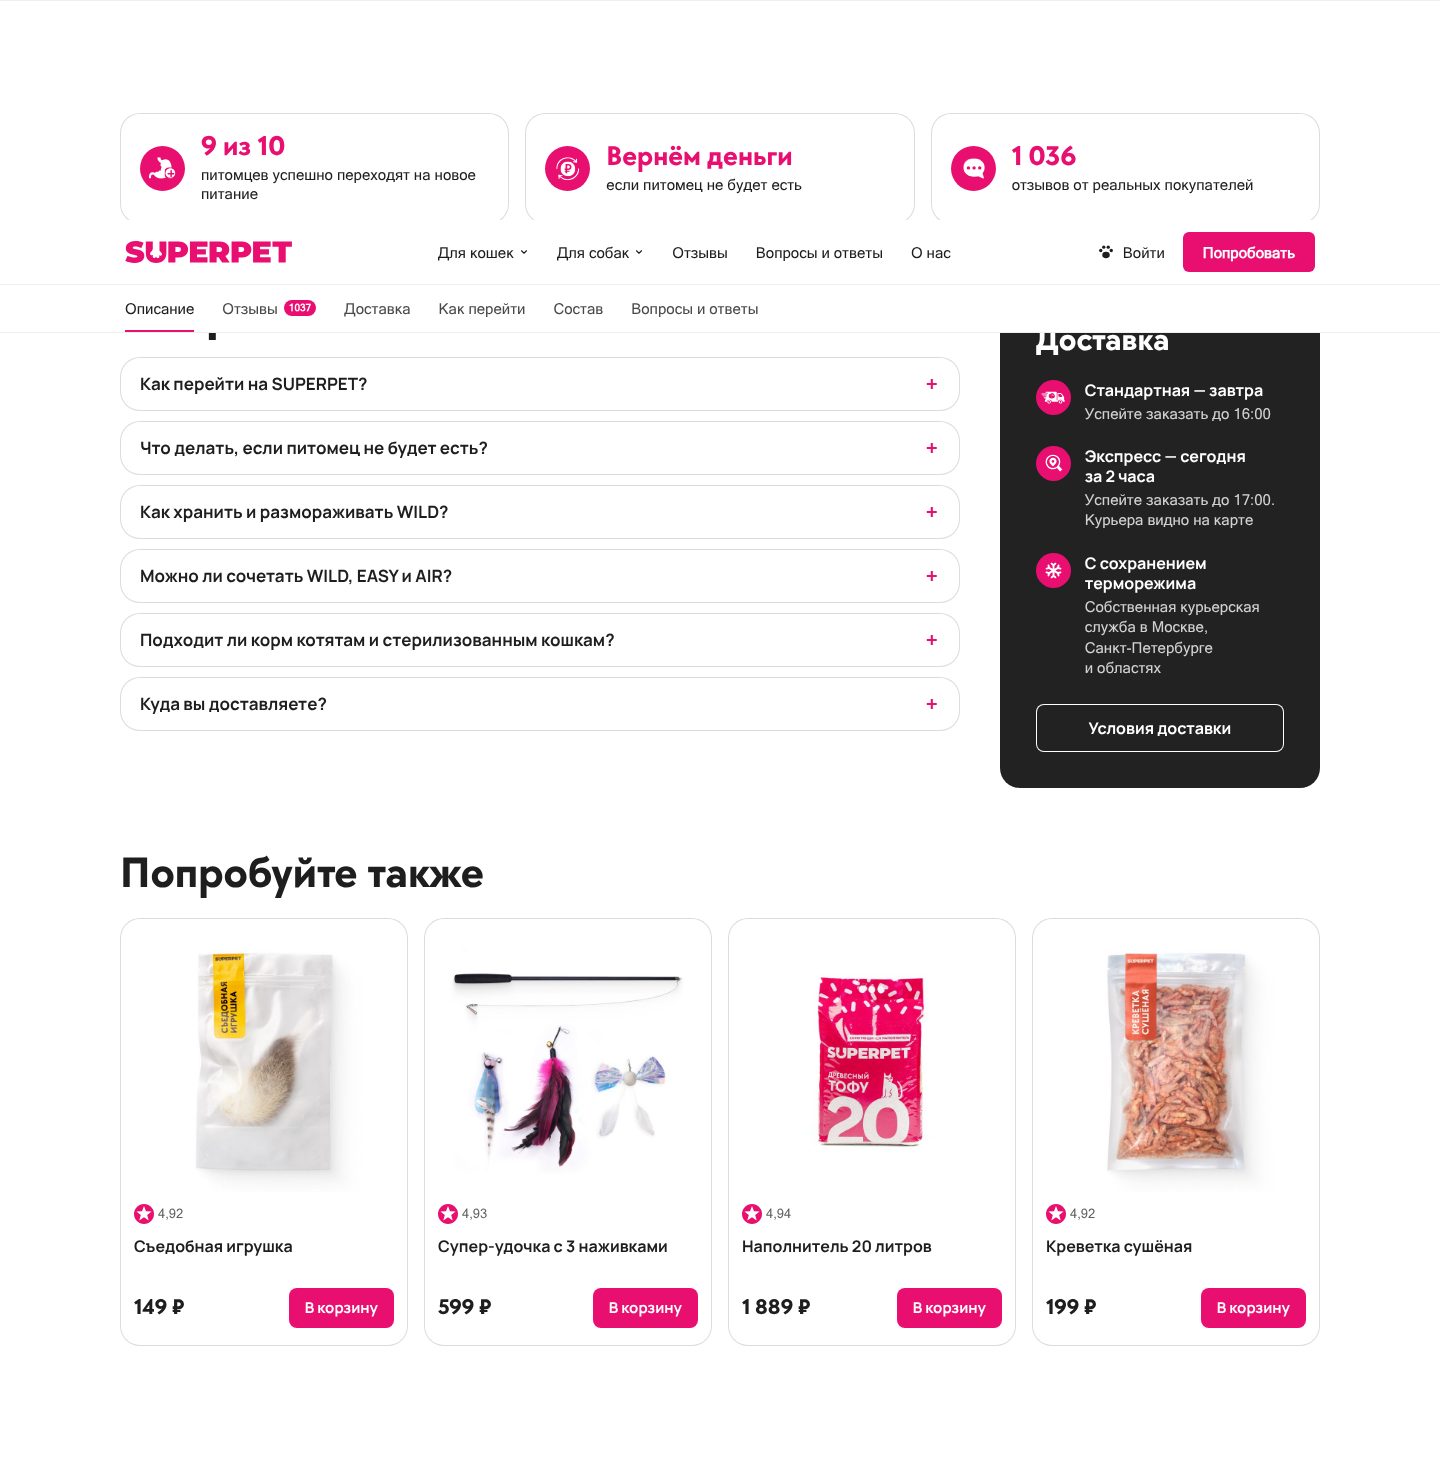 9 из 10
питомцев успешно переходят на новое
питание
Вернём деньги
если питомец не будет есть
1 036
отзывов от реальных покупателей
SUPERPET
Для кошек
Для собак
Отзывы
Вопросы и ответы
О нас
Войти
Попробовать
Описание
Отзывы 1037
Доставка
Как перейти
Состав
Вопросы и ответы
Как перейти на SUPERPET?
+
Что делать, если питомец не будет есть?
+
Как хранить и размораживать WILD?
+
Можно ли сочетать WILD, EASY и AIR?
+
Подходит ли корм котятам и стерилизованным кошкам?
+
Куда вы доставляете?
+
Доставка
Стандартная — завтра
Успейте заказать до 16:00
Экспресс — сегодня
за 2 часа
Успейте заказать до 17:00.
Курьера видно на карте
С сохранением
терморежима
Собственная курьерская
служба в Москве,
Санкт-Петербурге
и областях
Условия доставки
Попробуйте также
SUPERPET
СЪЕДОБНАЯ
ИГРУШКА
4,92
Съедобная игрушка
149 ₽
В корзину
4,93
Супер-удочка с 3 наживками
599 ₽
В корзину
SUPERPET
ДРЕВЕСНЫЙ
ТОФУ
20
4,94
Наполнитель 20 литров
1 889 ₽
В корзину
SUPERPET
КРЕВЕТКА
СУШЕНАЯ
4,92
Креветка сушёная
199 ₽
В корзину